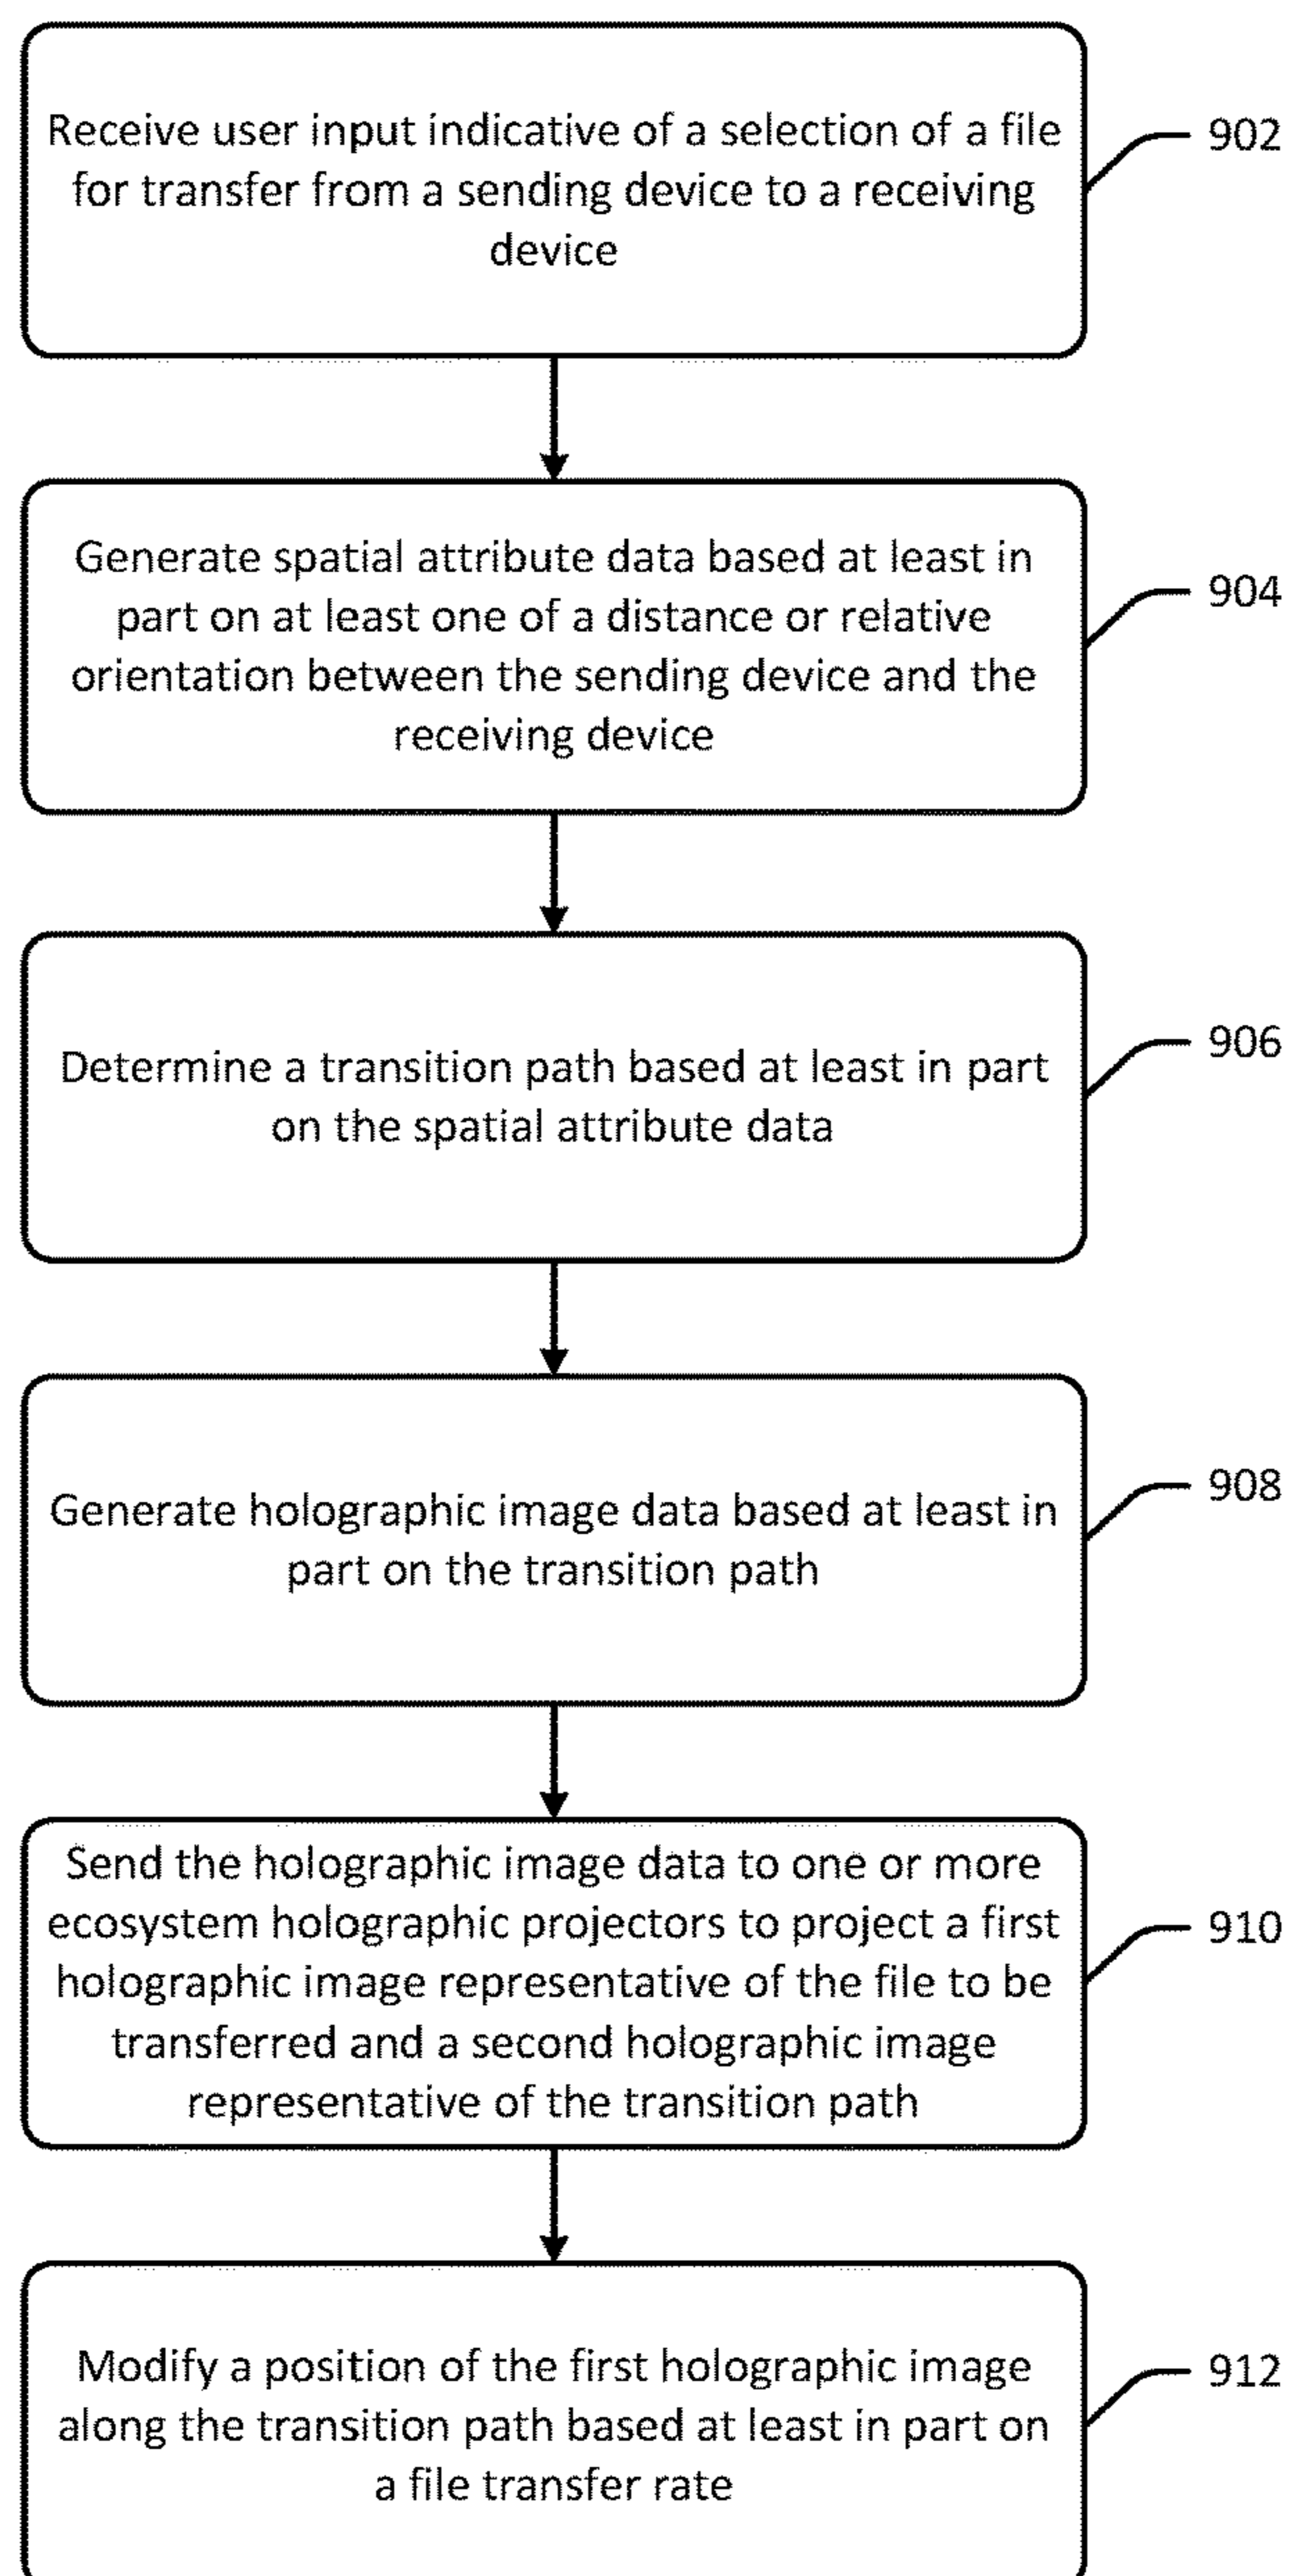 Receive user input indicative of a selection of a file
for transfer from a sending device to a receiving
device
902
Generate spatial attribute data based at least in
part on at least one of a distance or relative
orientation between the sending device and the
receiving device
904
Determine a transition path based at least in part
on the spatial attribute data
906
Generate holographic image data based at least in
part on the transition path
908
Send the holographic image data to one or more
ecosystem holographic projectors to project a first
holographic image representative of the file to be
transferred and a second holographic image
representative of the transition path
910
Modify a position of the first holographic image
along the transition path based at least in part on
a file transfer rate
912